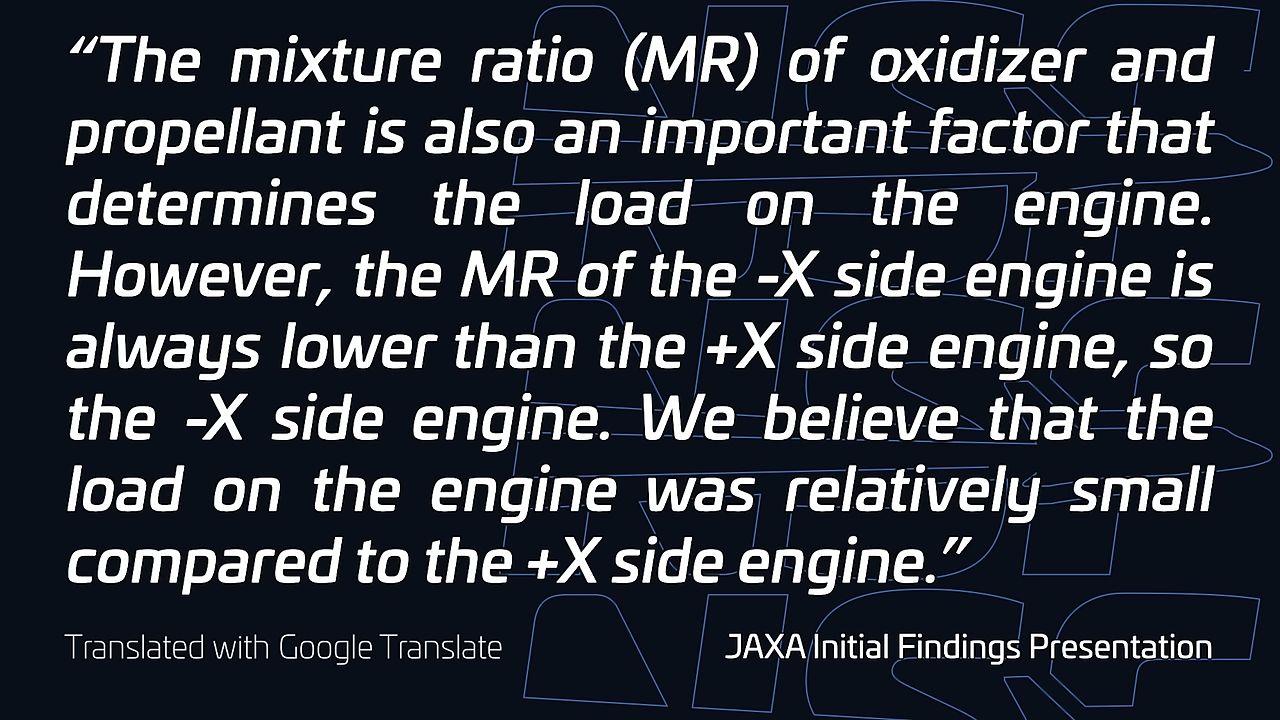 “The mixture ratio (MR) of oxidizer and
propellant is also an important factor that
determines the load on the engine.
However, the MR of the -X side engine is
always lower than the +X side engine, so
the -X side engine. We believe that the
load on the engine was relatively small
compared to the +X side engine.”
Translated with Google Translate
JAXA Initial Findings Presentation